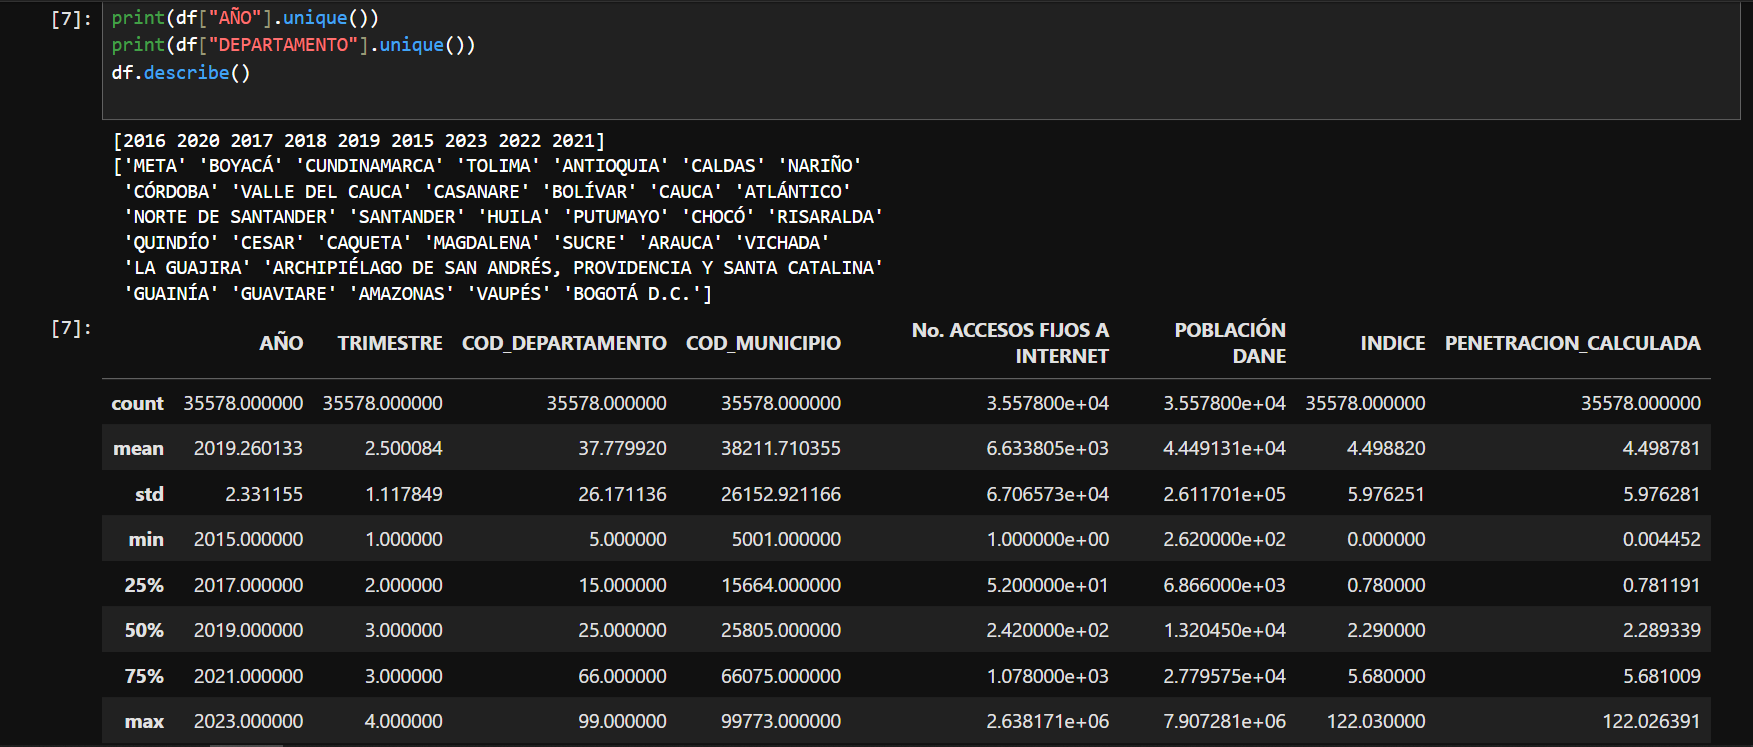 [7]: print(df["AÑO"].unique())
print(df["DEPARTAMENTO"].unique())
df.describe()
[2016 2020 2017 2018 2019 2015 2023 2022 2021]
['META' 'BOYACÁ' 'CUNDINAMARCA' 'TOLIMA' 'ANTIOQUIA' 'CALDAS' 'NARIÑO'
'CÓRDOBA' 'VALLE DEL CAUCA' 'CASANARE' 'BOLÍVAR' 'CAUCA' 'ATLÁNTICO'
'NORTE DE SANTANDER' 'SANTANDER' 'HUILA' 'PUTUMAYO' 'CHOCÓ' 'RISARALDA'
'QUINDÍO' 'CESAR' 'CAQUETA' 'MAGDALENA' 'SUCRE' 'ARAUCA' 'VICHADA'
'LA GUAJIRA' 'ARCHIPIÉLAGO DE SAN ANDRÉS, PROVIDENCIA Y SANTA CATALINA'
'GUAINÍA' 'GUAVIARE' 'AMAZONAS' 'VAUPÉS' 'BOGOTÁ D.C.']
[7]:
AÑO TRIMESTRE COD_DEPARTAMENTO COD_MUNICIPIO No. ACCESOS FIJOS A INTERNET POBLACIÓN DANE INDICE PENETRACION_CALCULADA
count 35578.000000 35578.000000 35578.000000 35578.000000 3.557800e+04 3.557800e+04 35578.000000 35578.000000
mean 2019.260133 2.500084 37.779920 38211.710355 6.633805e+03 4.449131e+04 4.498820 4.498781
std 2.331155 1.117849 26.171136 26152.921166 6.706573e+04 2.611701e+05 5.976251 5.976281
min 2015.000000 1.000000 5.000000 5001.000000 1.000000e+00 2.620000e+02 0.000000 0.004452
25% 2017.000000 2.000000 15.000000 15664.000000 5.200000e+01 6.866000e+03 0.780000 0.781191
50% 2019.000000 3.000000 25.000000 25805.000000 2.420000e+02 1.320450e+04 2.290000 2.289339
75% 2021.000000 3.000000 66.000000 66075.000000 1.078000e+03 2.779575e+04 5.680000 5.681009
max 2023.000000 4.000000 99.000000 99773.000000 2.638171e+06 7.907281e+06 122.030000 122.026391